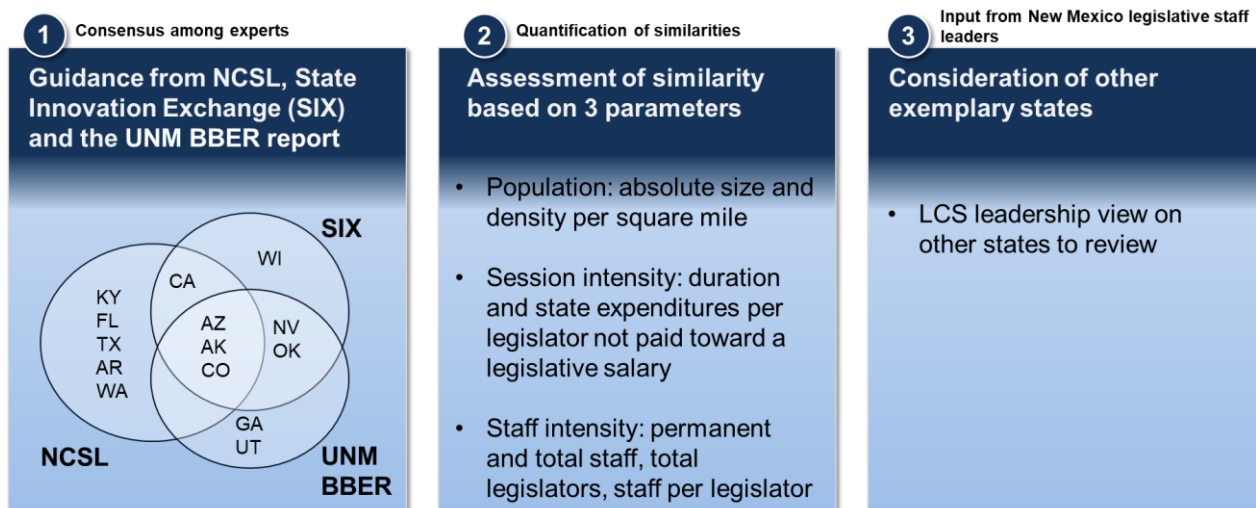 1
Consensus among experts
Guidance from NCSL, State
Innovation Exchange (SIX)
and the UNM BBER report
SIX
WI
CA
KY
FL
TX
AR
WA
AZ
AK
CO
NV
OK
GA
UT
NCSL
UNM
BBER
2
Quantification of similarities
Assessment of similarity
based on 3 parameters
• Population: absolute size and
density per square mile
• Session intensity: duration
and state expenditures per
legislator not paid toward a
legislative salary
• Staff intensity: permanent
and total staff, total
legislators, staff per legislator
3
Input from New Mexico legislative staff
leaders
Consideration of other
exemplary states
• LCS leadership view on
other states to review